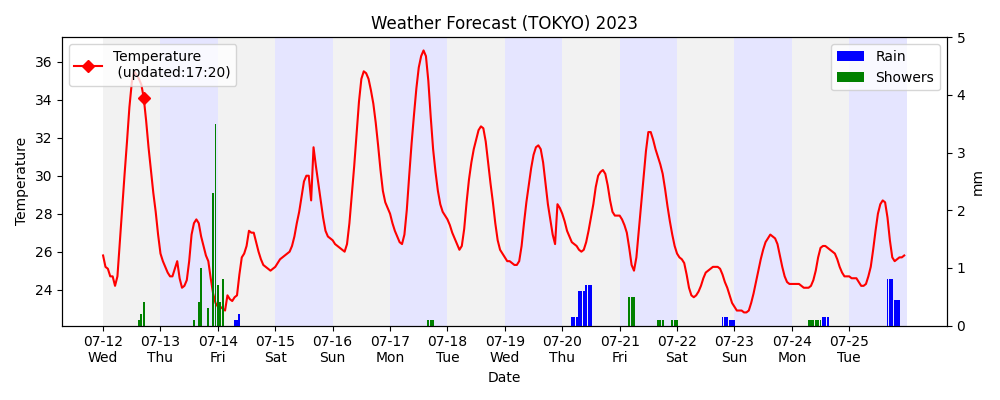 Weather Forecast (TOKYO) 2023
Temperature
(updated:17:20)
Rain
Showers
36
34
32
30
28
26
24
Temperature
5
4
3
2
1
0
mm
07-12 07-13 07-14 07-15 07-16 07-17 07-18 07-19 07-20 07-21 07-22 07-23 07-24 07-25
Wed Thu Fri Sat Sun Mon Tue Wed Thu Fri Sat Sun Mon Tue
Date